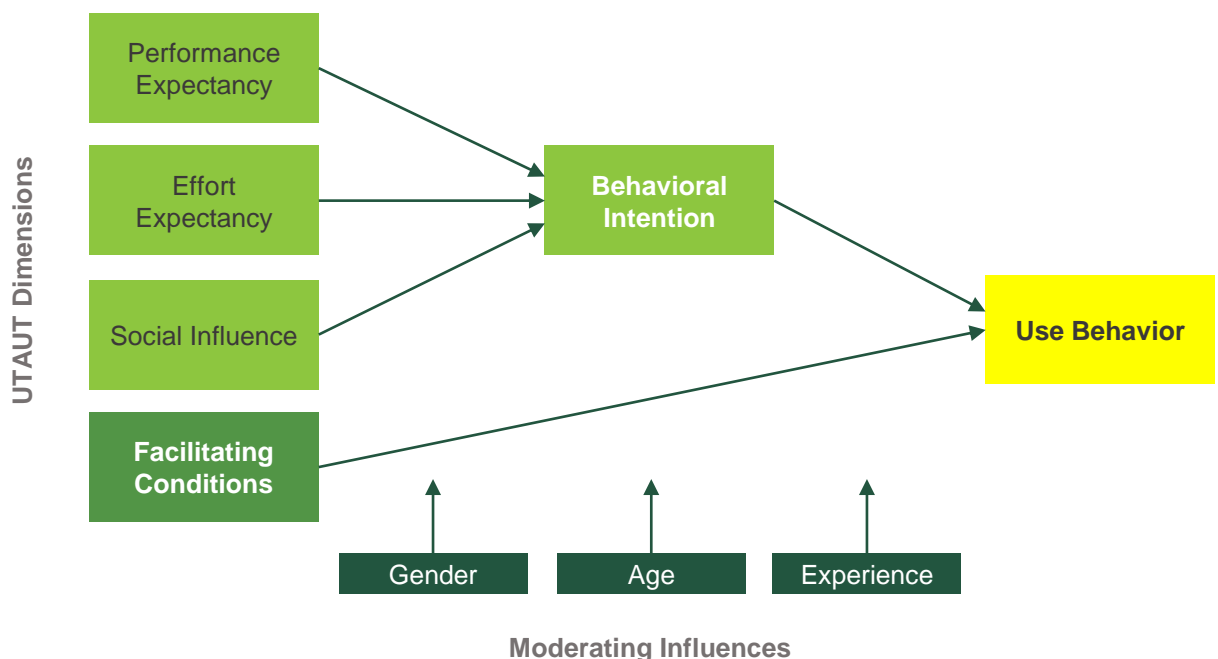 UTAUT Dimensions
Performance
Expectancy
Effort
Expectancy
Social Influence
Facilitating
Conditions
Behavioral
Intention
Use Behavior
Gender
Age
Experience
Moderating Influences